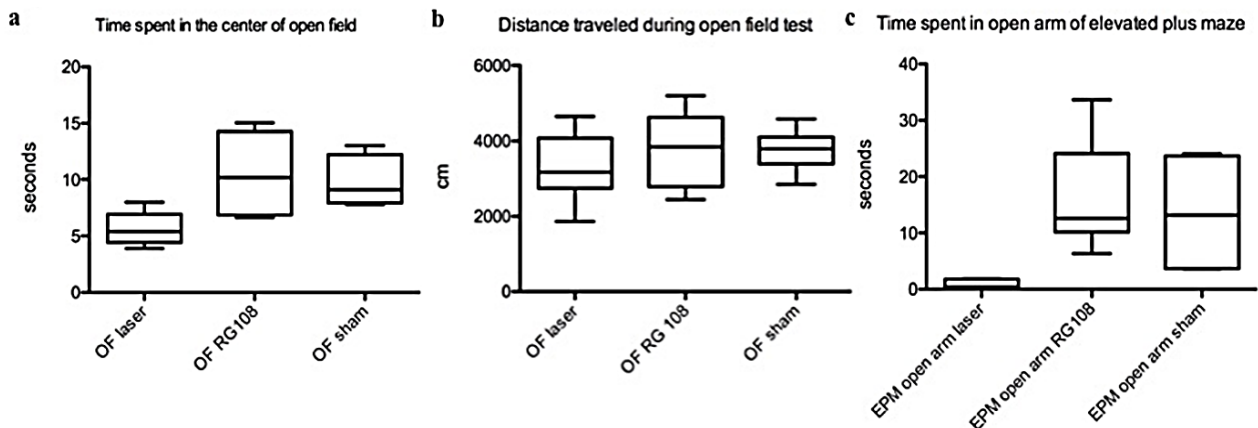 a
Time spent in the center of open field
20
15
10
5
0
seconds
OF laser
OF RG108
OF sham
b
Distance traveled during open field test
6000
4000
2000
0
cm
OF laser
OF RG 108
OF sham
c
Time spent in open arm of elevated plus maze
40
30
20
10
0
seconds
EPM open arm laser
EPM open arm RG108
EPM open arm sham